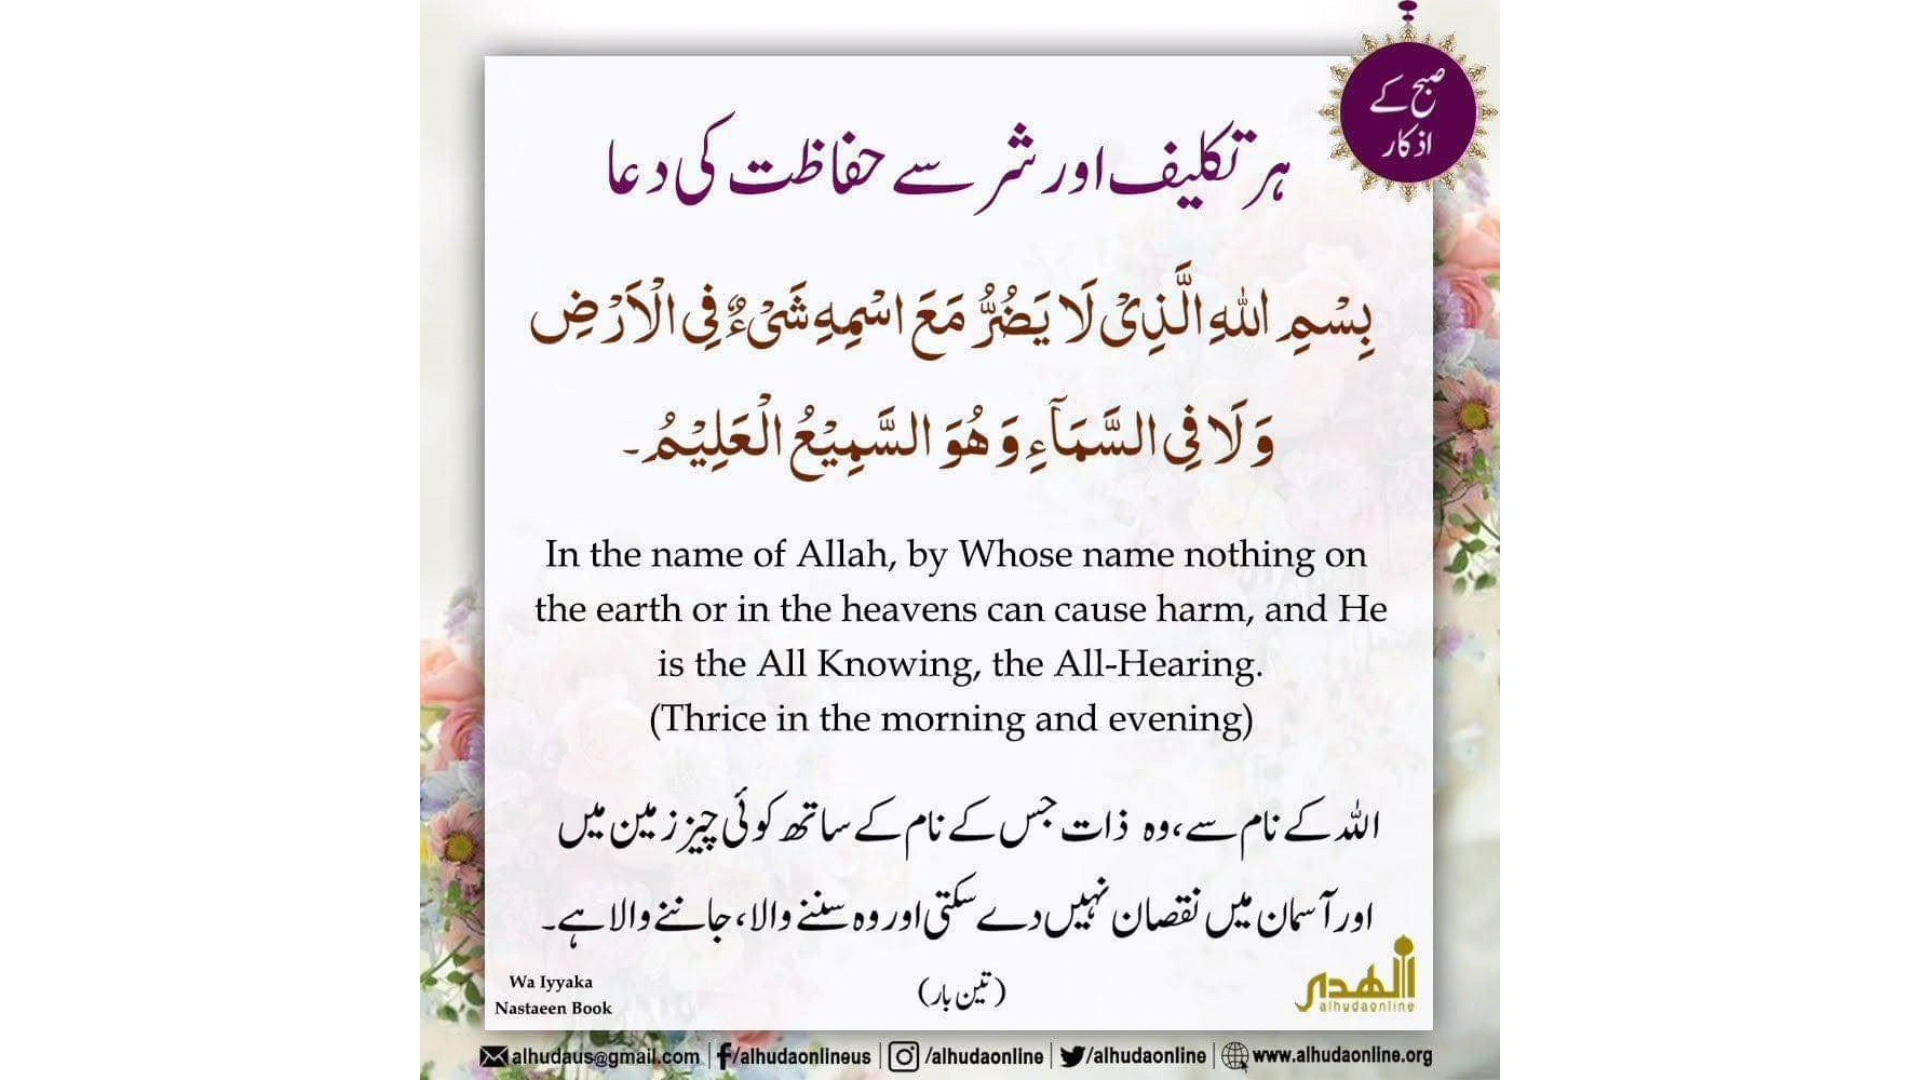 صبح کے
اذکار
ہر تکلیف اور شر سے حفاظت کی دعا
بِسْمِ اللّٰهِ الَّذِیْ لَا یَضُرُّ مَعَ اسْمِهِ شَیْءٌ فِی الْاَرْضِ
وَلَا فِی السَّمَآءِ وَهُوَ السَّمِیْعُ الْعَلِیْمُ۔
In the name of Allah, by Whose name nothing on
the earth or in the heavens can cause harm, and He
is the All Knowing, the All-Hearing.
(Thrice in the morning and evening)
اللہ کے نام سے، وہ ذات جس کے نام کے ساتھ کوئی چیز زمین میں
اور آسمان میں نقصان نہیں دے سکتی اور وہ سننے والا، جاننے والا ہے۔
(تین بار)
Wa Iyyaka
Nastaeen Book
الهدى
alhudaonline
alhudaus@gmail.com | /alhudaonlineus | /alhudaonline | /alhudaonline | www.alhudaonline.org